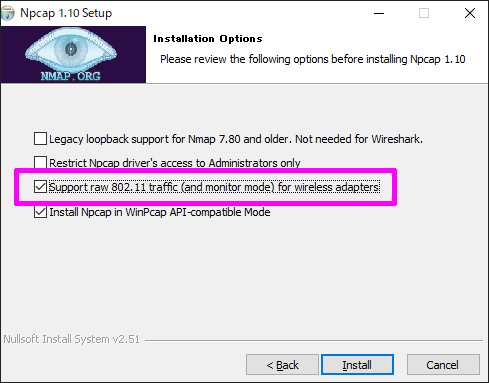 Npcap 1.10 Setup
NMAP.ORG
Installation Options
Please review the following options before installing Npcap 1.10
Legacy loopback support for Nmap 7.80 and older. Not needed for Wireshark.
Restrict Npcap driver's access to Administrators only
Support raw 802.11 traffic (and monitor mode) for wireless adapters
Install Npcap in WinPcap API-compatible Mode
Nullsoft Install System v2.51
< Back
Install
Cancel